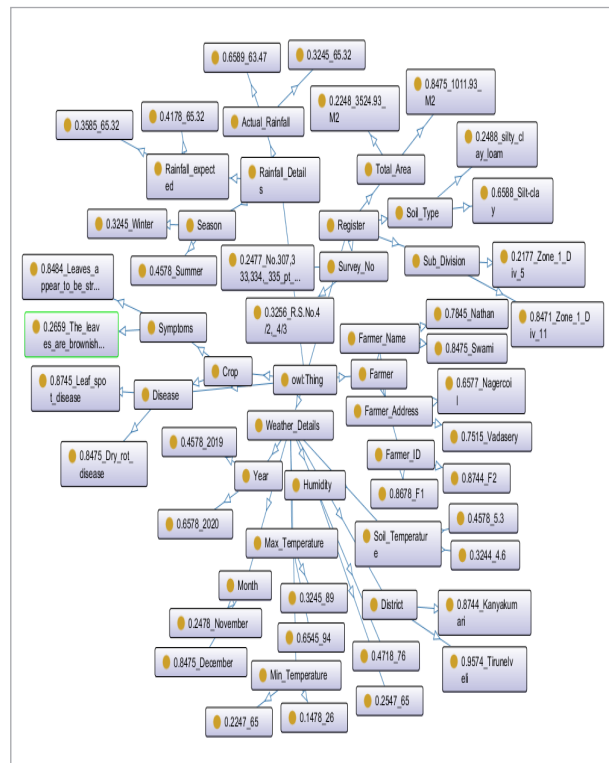 0.6589_63.47
0.3245_65.32
0.8475_1011.93_
M2
0.2248_3524.93_
M2
0.4178_65.32
0.3585_65.32
Actual_Rainfall
0.2488_silty_cl
ay_loam
Total_Area
Rainfall_expec
ted
Rainfall_Detail
s
0.6588_Silt-cla
y
Soil_Type
0.3245_Winter
Season
Register
0.2477_No.307,3
33,334,_335_pt_..
Survey_No
Sub_Division
0.2177_Zone_1_D
iv_5
0.4578_Summer
0.8484_Leaves_a
ppear_to_be_str...
0.3256_R.S.No.4
/2,_4/3
0.7845_Nathan
0.8471_Zone_1_D
iv_11
0.2659_The_leav
es_are_brownish...
Symptoms
Farmer_Name
0.8475_Swami
Crop
owl:Thing
Farmer
0.6577_Nagercoi
l
0.8745_Leaf_spo
t_disease
Disease
Farmer_Address
Weather_Details
0.7515_Vadasery
0.4578_2019
Farmer_ID
0.8475_Dry_rot_
disease
Year
Humidity
0.8744_F2
0.8678_F1
0.6578_2020
0.4578_5.3
Soil_Temperatur
e
Max_Temperature
0.3244_4.6
Month
0.3245_89
District
0.8744_Kanyakum
ari
0.2478_November
0.6545_94
0.8475_December
0.4718_76
0.9574_Tirunelv
eli
Min_Temperature
0.2547_65
0.2247_65
0.1478_26